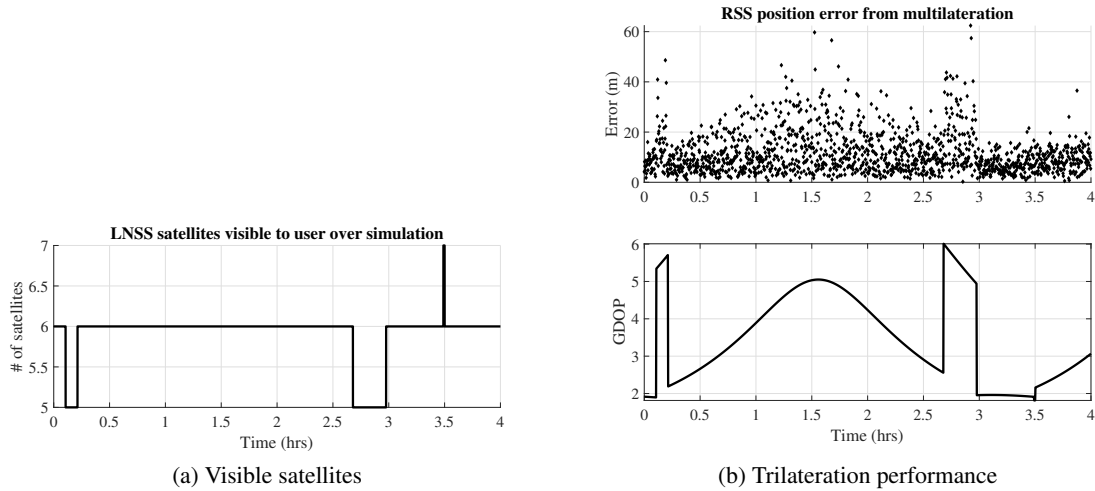 RSS position error from multilateration
Error (m)
60
40
20
0
0 0.5 1 1.5 2 2.5 3 3.5 4
LNSS satellites visible to user over simulation
# of satellites
7
6.5
6
5.5
5
0 0.5 1 1.5 2 2.5 3 3.5 4
Time (hrs)
(a) Visible satellites
GDOP
6
5
4
3
2
0 0.5 1 1.5 2 2.5 3 3.5 4
Time (hrs)
(b) Trilateration performance